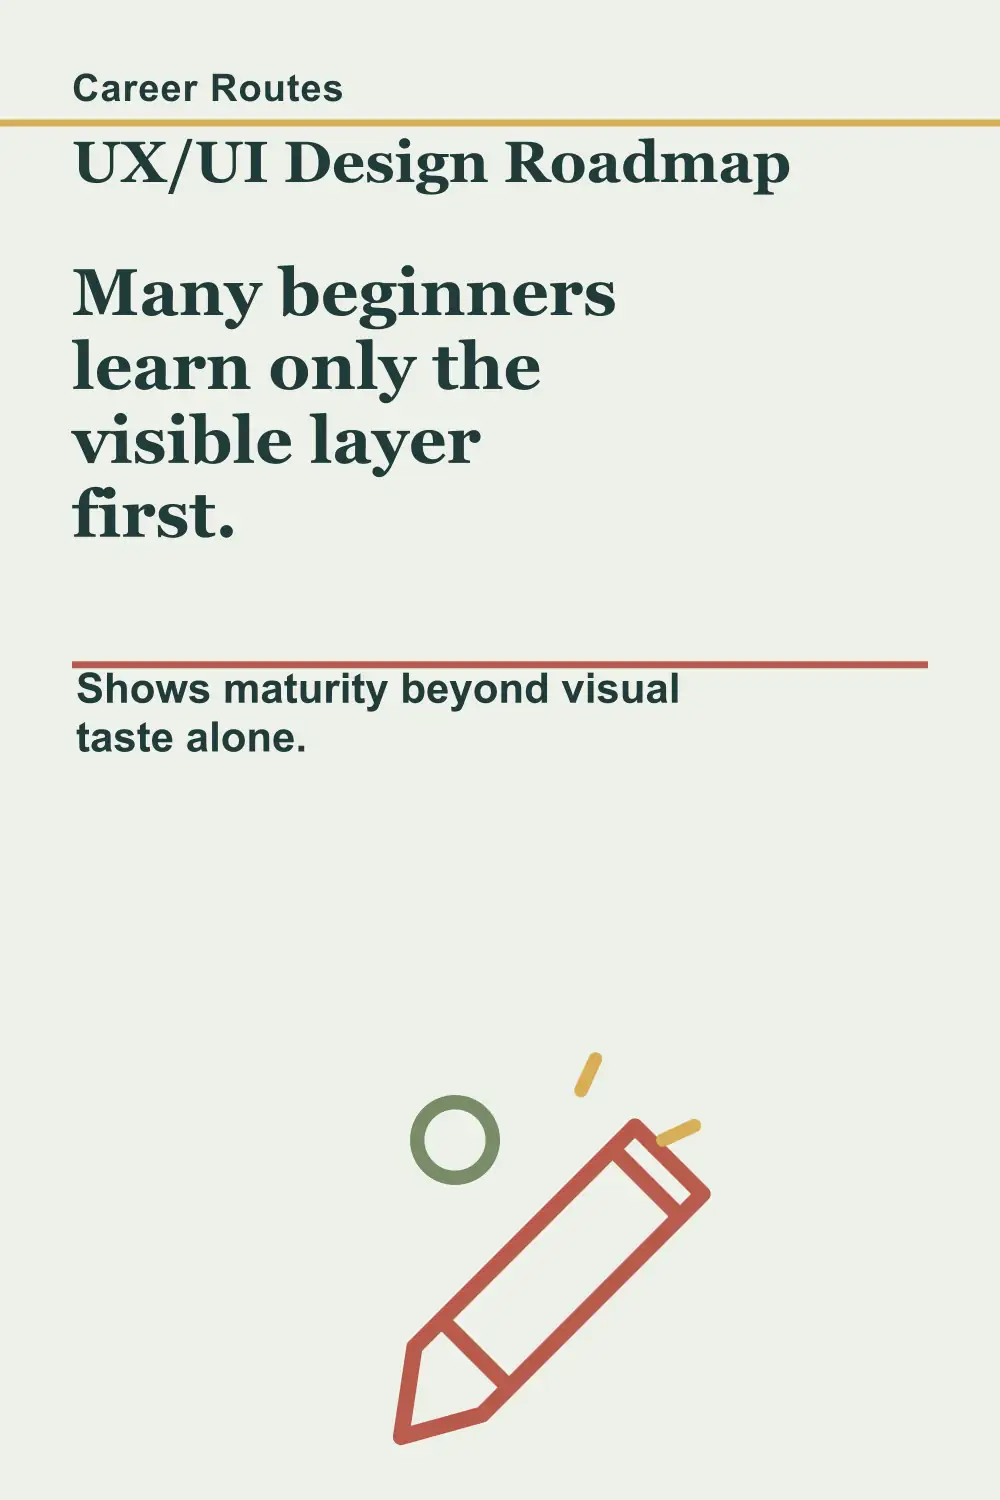 Career Routes
UX/UI Design Roadmap
Many beginners
learn only the
visible layer
first.
Shows maturity beyond visual
taste alone.